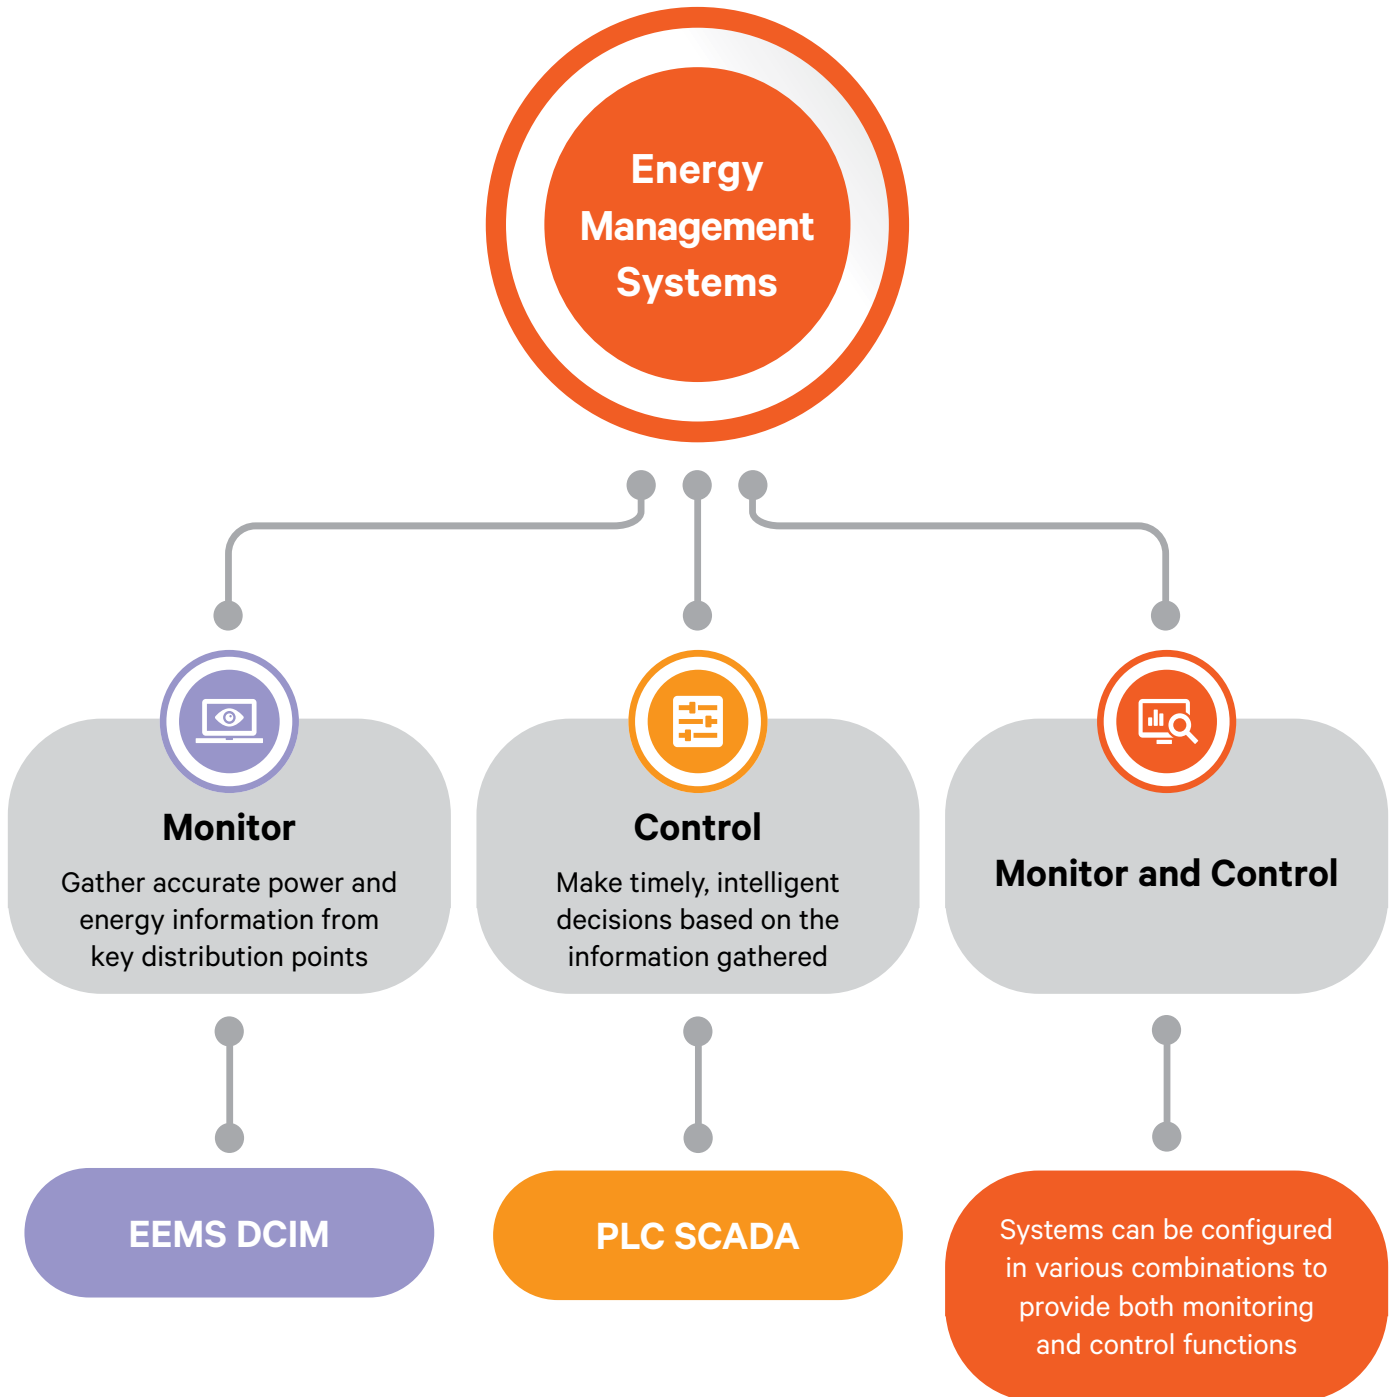 Energy
Management
Systems
Monitor
Gather accurate power and
energy information from
key distribution points
Control
Make timely, intelligent
decisions based on the
information gathered
Monitor and Control
EEMS DCIM
PLC SCADA
Systems can be configured
in various combinations to
provide both monitoring
and control functions